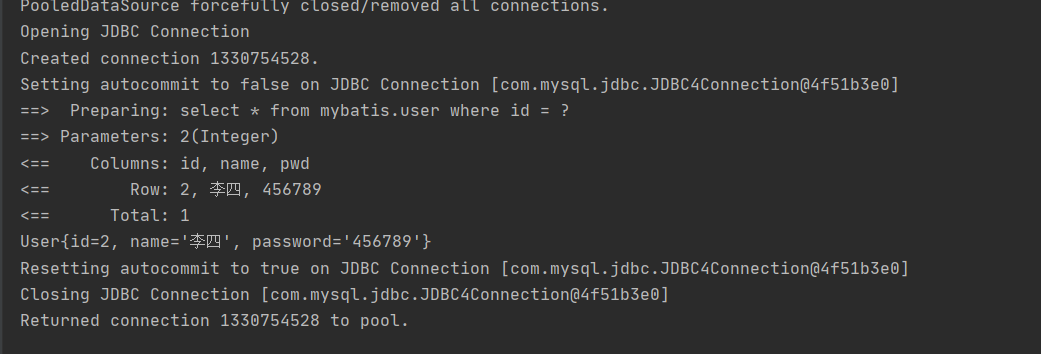 PooledDataSource forcefully closed/removed all connections.
Opening JDBC Connection
Created connection 1330754528.
Setting autocommit to false on JDBC Connection [com.mysql.jdbc.JDBC4Connection@4f51b3e0]
==>  Preparing: select * from mybatis.user where id = ?
==> Parameters: 2(Integer)
<==    Columns: id, name, pwd
<==        Row: 2, 李四, 456789
<==      Total: 1
User{id=2, name='李四', password='456789'}
Resetting autocommit to true on JDBC Connection [com.mysql.jdbc.JDBC4Connection@4f51b3e0]
Closing JDBC Connection [com.mysql.jdbc.JDBC4Connection@4f51b3e0]
Returned connection 1330754528 to pool.